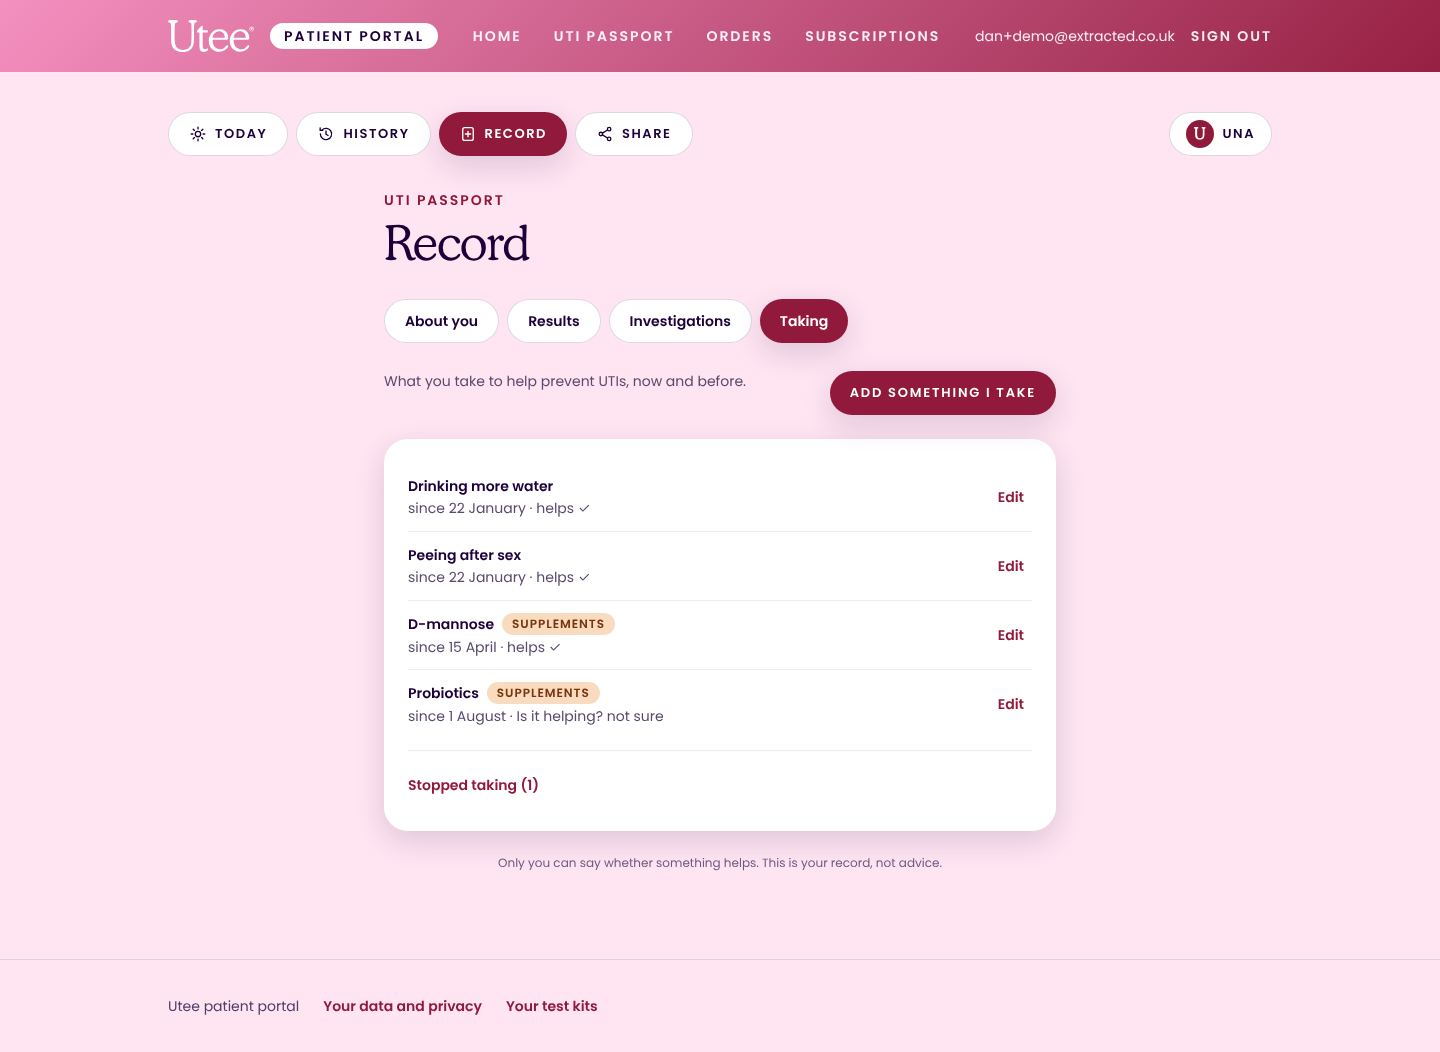 Utee® PATIENT PORTAL HOME UTI PASSPORT ORDERS SUBSCRIPTIONS dan+demo@extracted.co.uk SIGN OUT
TODAY HISTORY RECORD SHARE U UNA
UTI PASSPORT
Record
About you Results Investigations Taking
What you take to help prevent UTIs, now and before. ADD SOMETHING I TAKE
Drinking more water
since 22 January · helps ✓
Edit
Peeing after sex
since 22 January · helps ✓
Edit
D-mannose SUPPLEMENTS
since 15 April · helps ✓
Edit
Probiotics SUPPLEMENTS
since 1 August · Is it helping? not sure
Edit
Stopped taking (1)
Only you can say whether something helps. This is your record, not advice.
Utee patient portal Your data and privacy Your test kits